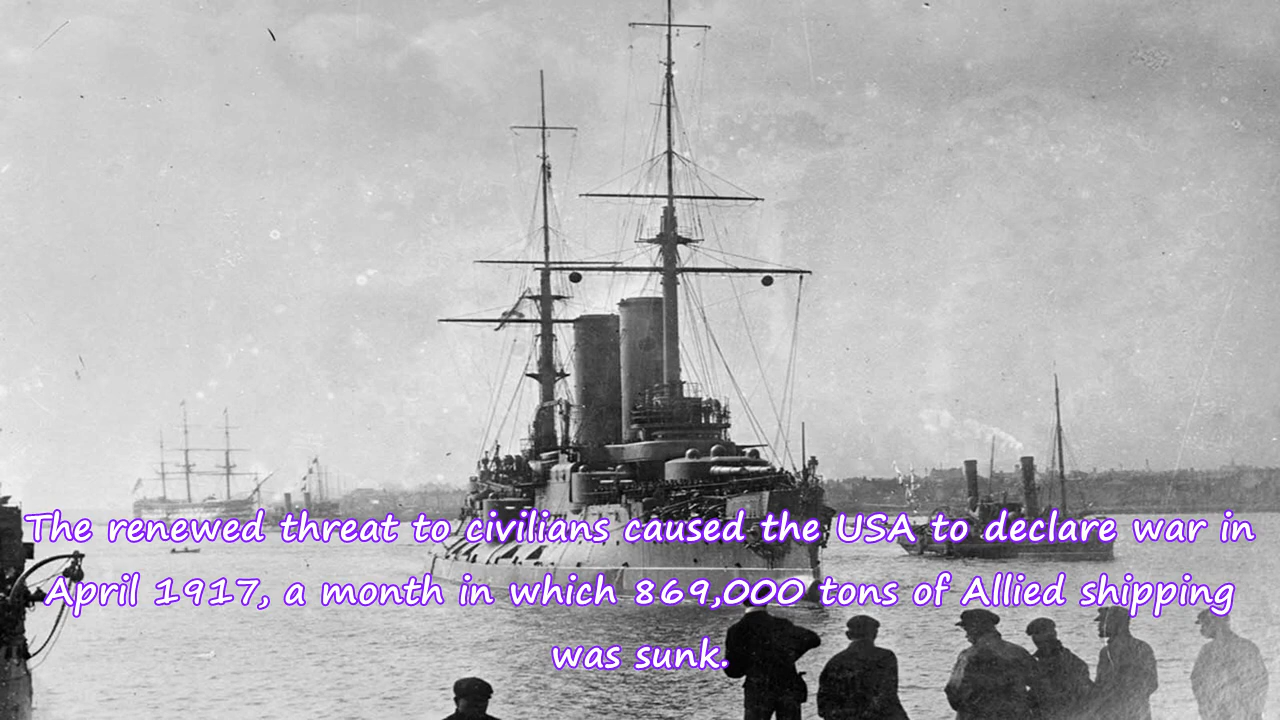 The renewed threat to civilians caused the USA to declare war in
April 1917, a month in which 869,000 tons of Allied shipping
was sunk.